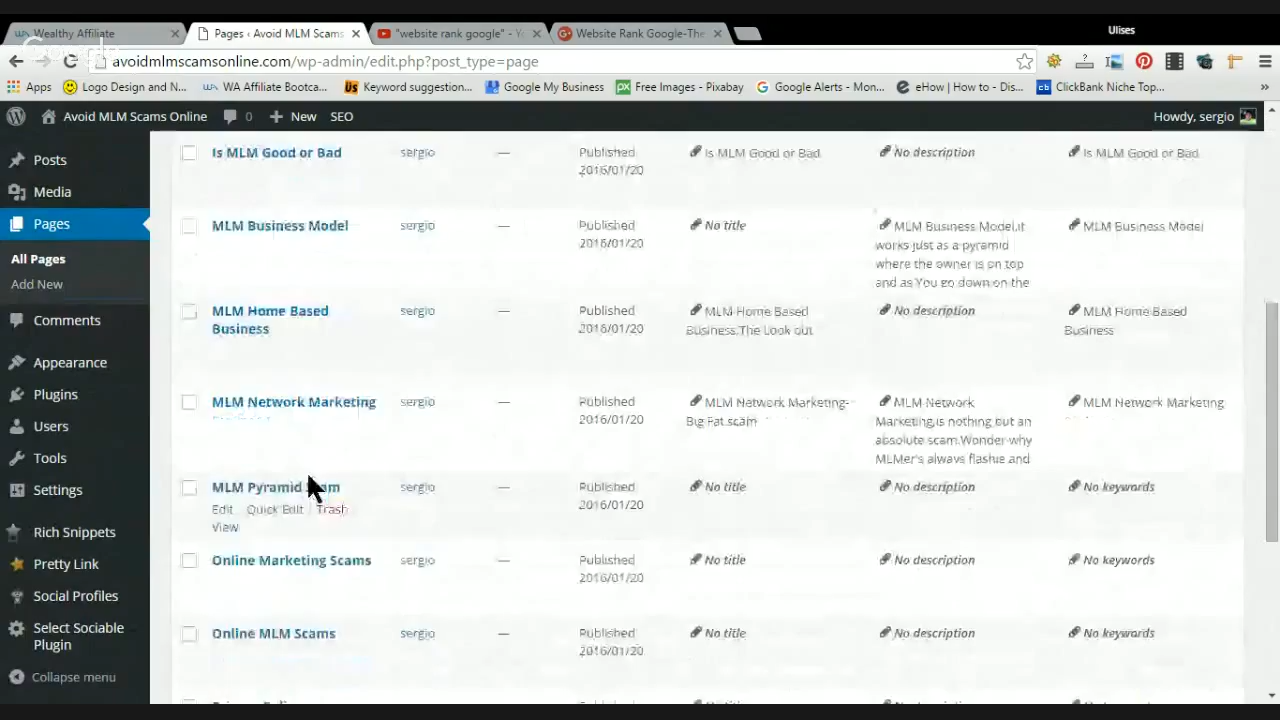 Wealthy Affiliate
Pages ‹ Avoid MLM Scams
"website rank google" - Y
Website Rank Google-The
Ulises
Google
avoidmlmscamsonline.com/wp-admin/edit.php?post_type=page
Apps
Logo Design and N...
WA Affiliate Bootca...
Keyword suggestion...
Google My Business
Free Images - Pixabay
Google Alerts - Mon...
eHow | How to - Dis...
ClickBank Niche Top...
Avoid MLM Scams Online
0
+ New
SEO
Howdy, sergio
Posts
Media
Pages
All Pages
Add New
Comments
Appearance
Plugins
Users
Tools
Settings
Rich Snippets
Pretty Link
Social Profiles
Select Sociable
Plugin
Collapse menu
Is MLM Good or Bad
sergio
—
Published
2016/01/20
Is MLM Good or Bad
No description
Is MLM Good or Bad
MLM Business Model
sergio
—
Published
2016/01/20
No title
MLM Business Model,it
works just as a pyramid
where the owner is on top
and as You go down on the
MLM Business Model
MLM Home Based
Business
sergio
—
Published
2016/01/20
MLM Home Based
Business.The Look out
No description
MLM Home Based
Business
MLM Network Marketing
sergio
—
Published
2016/01/20
MLM Network Marketing-
Big Fat scam
MLM Network
Marketing,is nothing but an
absolute scam.Wonder why
MLMer's always flashie and
MLM Network Marketing
MLM Pyramid Scam
Edit | Quick Edit | Trash
View
sergio
—
Published
2016/01/20
No title
No description
No keywords
Online Marketing Scams
sergio
—
Published
2016/01/20
No title
No description
No keywords
Online MLM Scams
sergio
—
Published
2016/01/20
No title
No description
No keywords